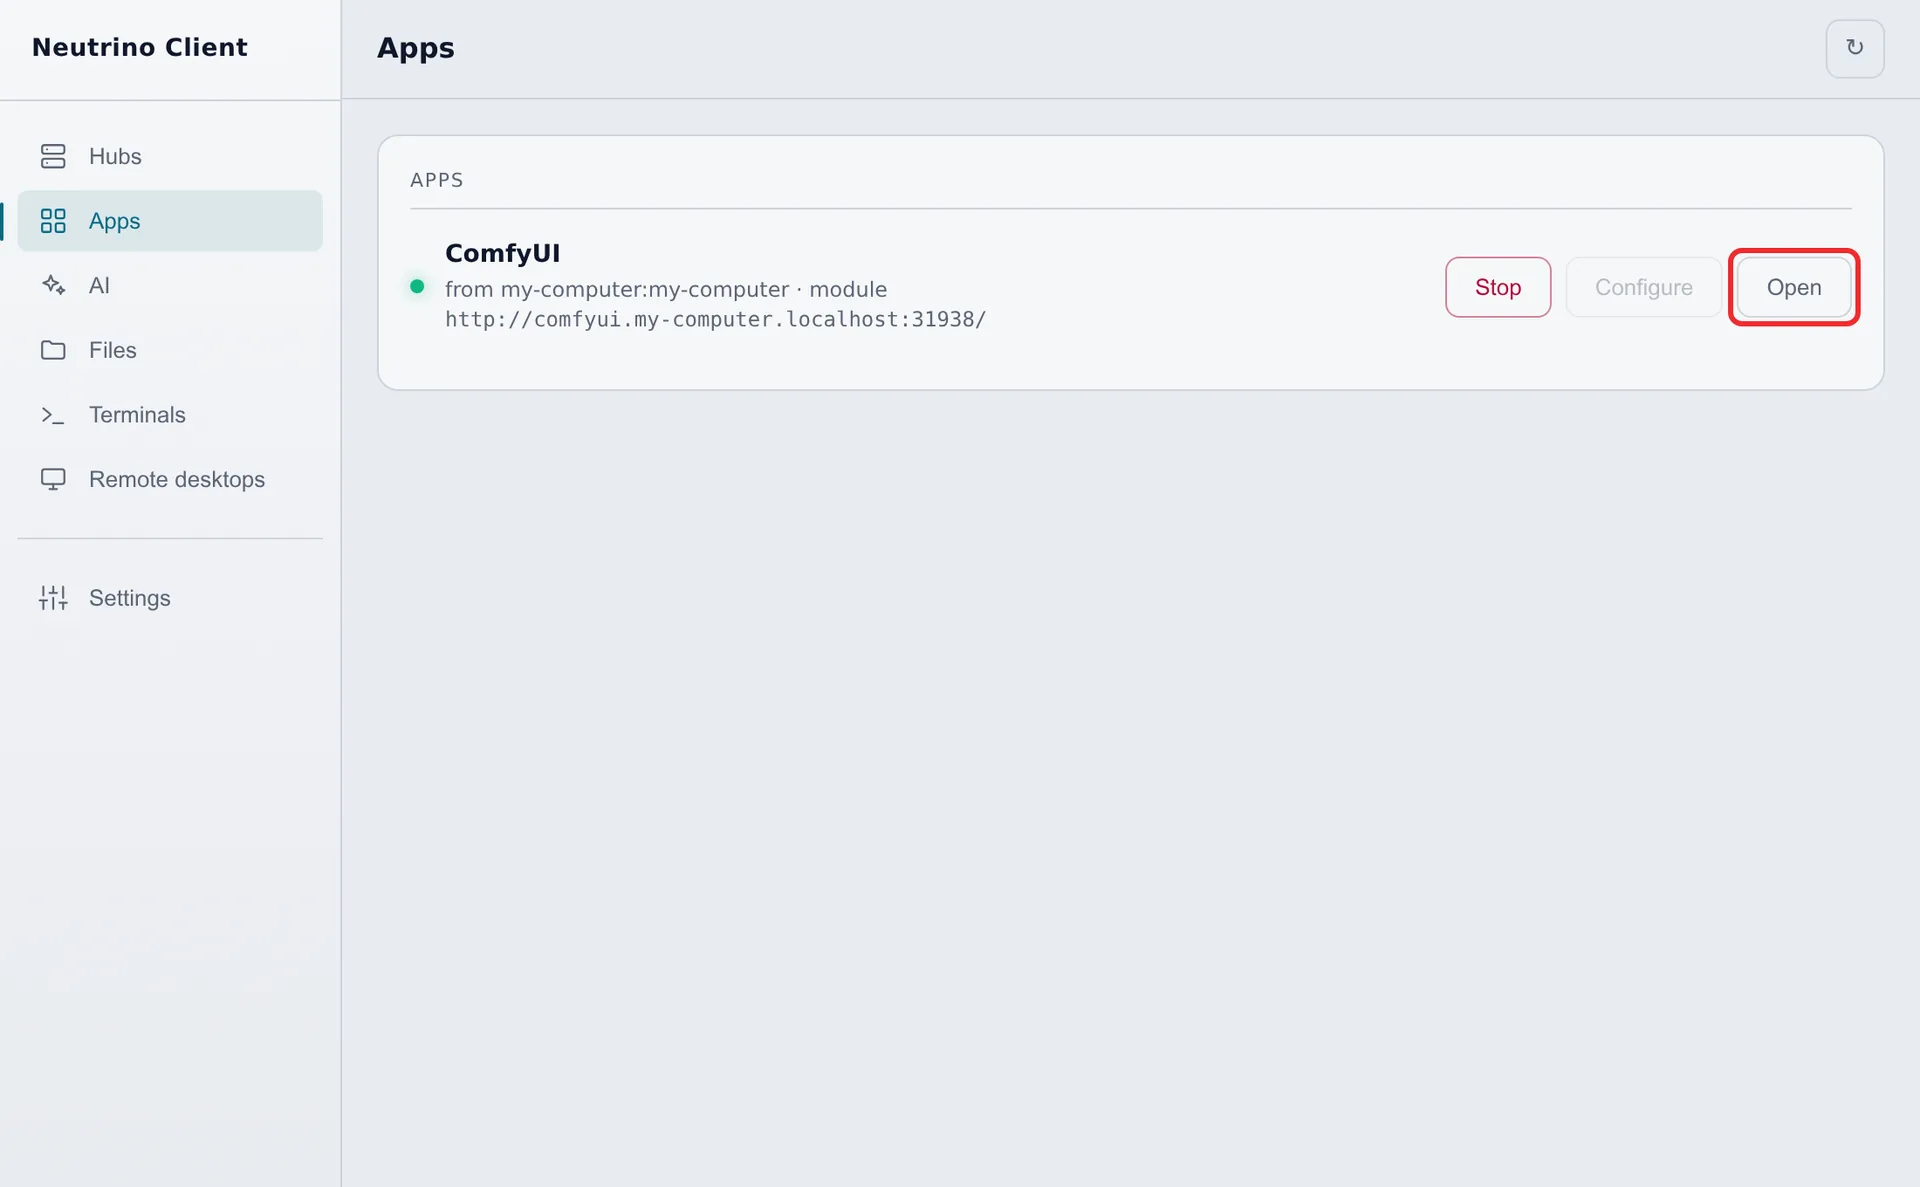 Neutrino Client
Apps
↻
Hubs
Apps
AI
Files
Terminals
Remote desktops
Settings
APPS
ComfyUI
from my-computer:my-computer · module
http://comfyui.my-computer.localhost:31938/
Stop
Configure
Open